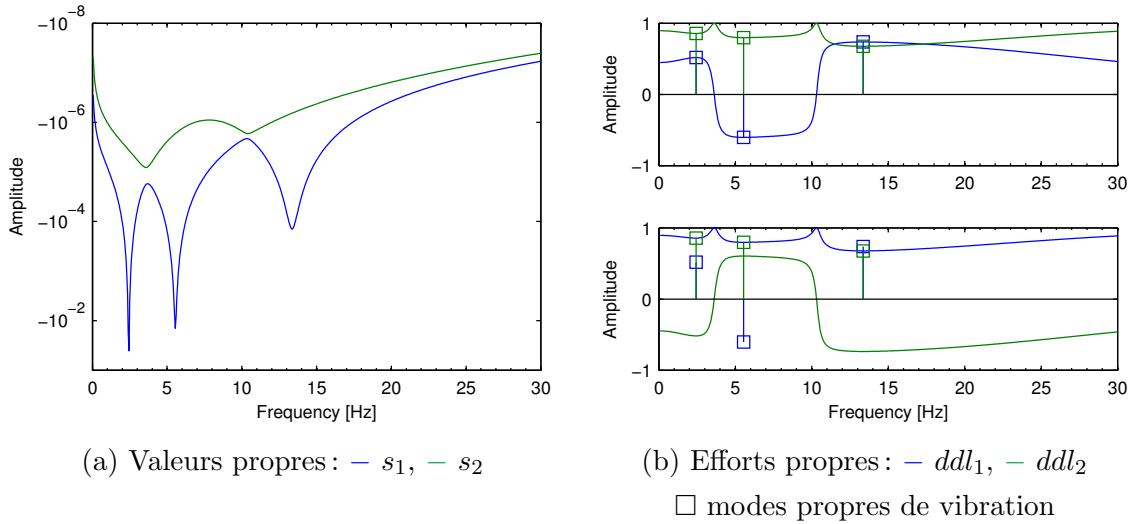 -10⁻⁸
-10⁻⁶
-10⁻⁴
-10⁻²
Amplitude
0 5 10 15 20 25 30
Frequency [Hz]
(a) Valeurs propres : – s₁, – s₂
1
0
-1
Amplitude
0 5 10 15 20 25 30
1
0
-1
Amplitude
0 5 10 15 20 25 30
Frequency [Hz]
(b) Efforts propres : – ddl₁, – ddl₂
□ modes propres de vibration